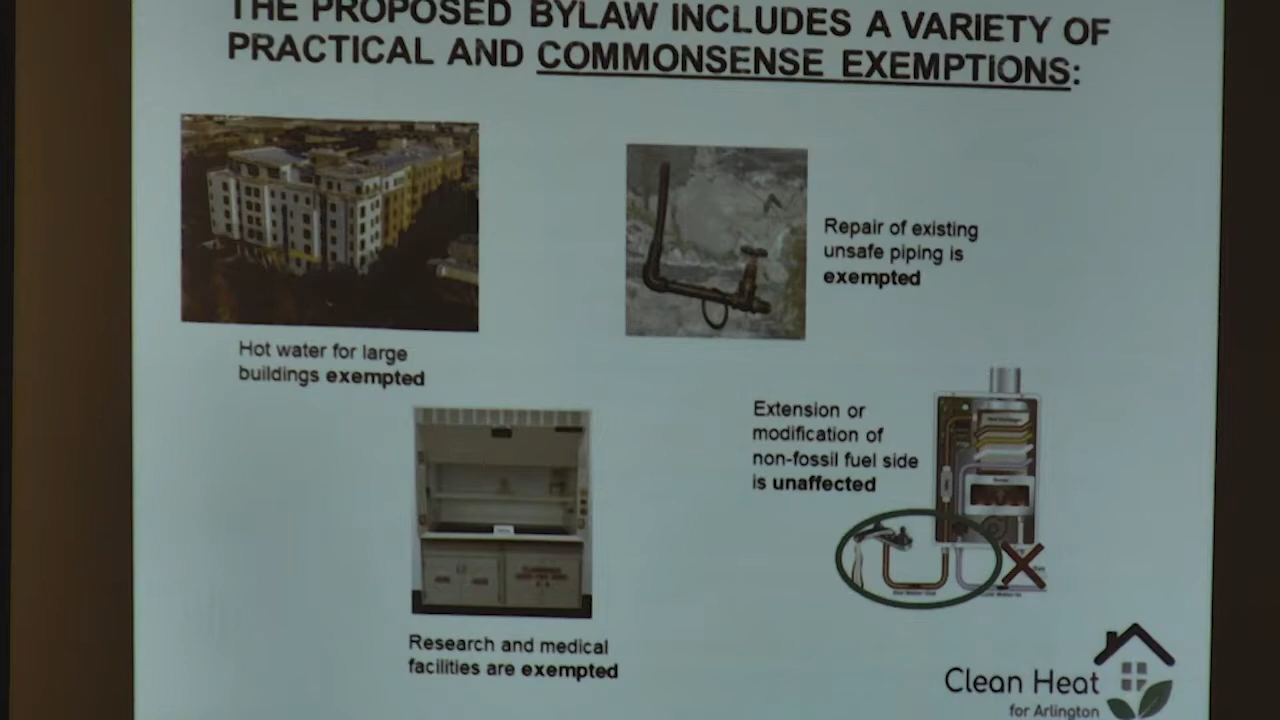 THE PROPOSED BYLAW INCLUDES A VARIETY OF
PRACTICAL AND COMMONSENSE EXEMPTIONS:
Hot water for large
buildings exempted
Repair of existing
unsafe piping is
exempted
Research and medical
facilities are exempted
Extension or
modification of
non-fossil fuel side
is unaffected
Clean Heat
for Arlington